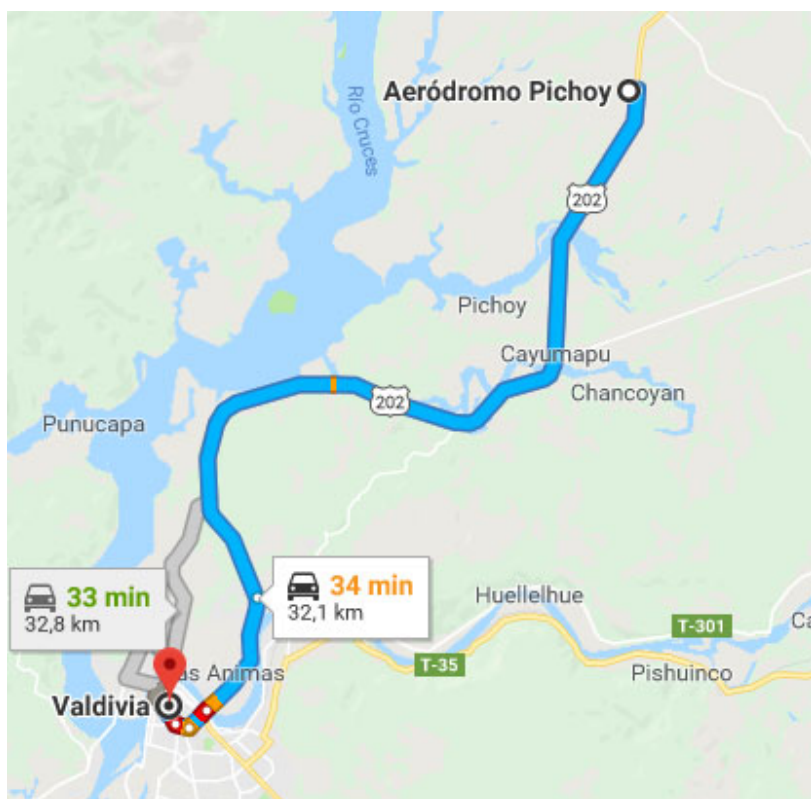 Aeródromo Pichoy
Río Cruces
202
Pichoy
Cayumapu
Chancoyan
202
Punucapa
33 min
32,8 km
34 min
32,1 km
Huellelhue
T-301
Ca
T-35
Pishuinco
as Animas
Valdivia